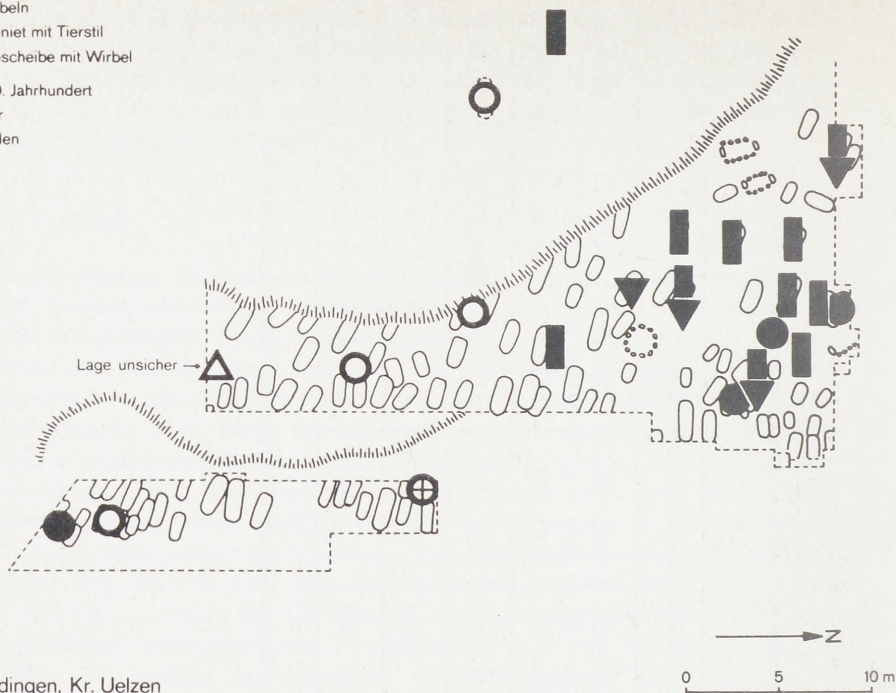 beln
niet mit Tierstil
scheibe mit Wirbel
. Jahrhundert
r
len
Lage unsicher
N
dingen, Kr. Uelzen
0 5 10 m